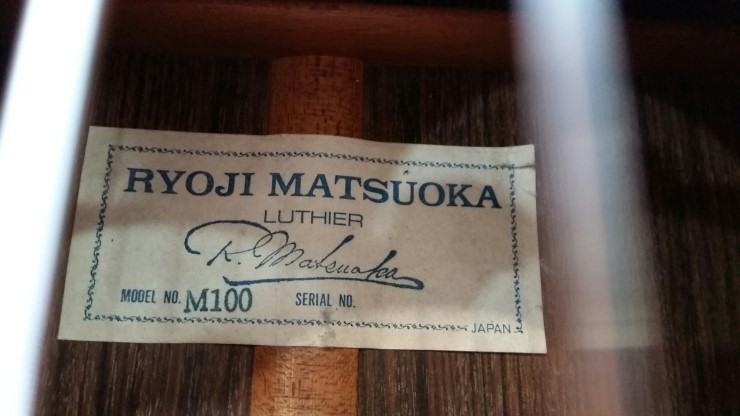 RYOJI MATSUOKA
LUTHIER
R. Matsuoka
MODEL NO. M100 SERIAL NO.
JAPAN